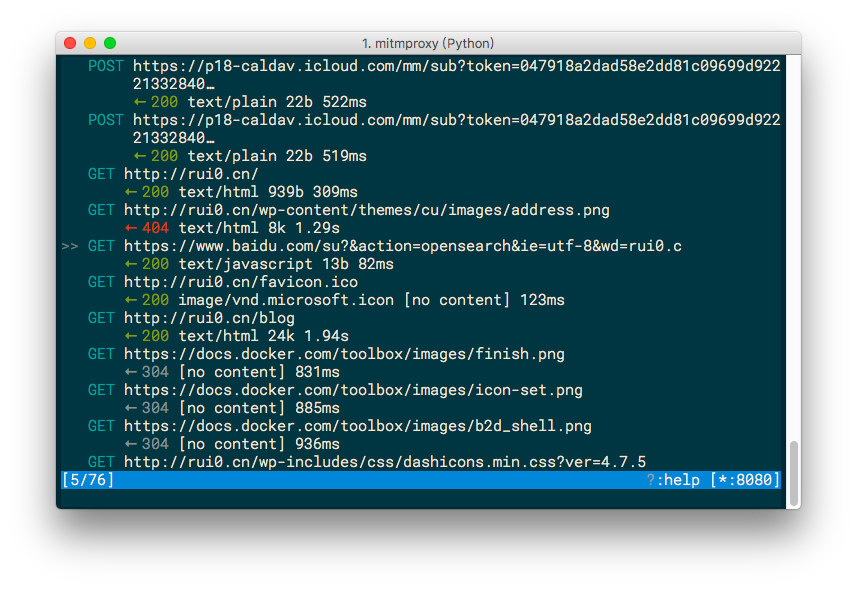 1. mitmproxy (Python)
POST https://p18-caldav.icloud.com/mm/sub?token=047918a2dad58e2dd81c09699d922
21332840…
← 200 text/plain 22b 522ms
POST https://p18-caldav.icloud.com/mm/sub?token=047918a2dad58e2dd81c09699d922
21332840…
← 200 text/plain 22b 519ms
GET http://rui0.cn/
← 200 text/html 939b 309ms
GET http://rui0.cn/wp-content/themes/cu/images/address.png
← 404 text/html 8k 1.29s
>> GET https://www.baidu.com/su?&action=opensearch&ie=utf-8&wd=rui0.c
← 200 text/javascript 13b 82ms
GET http://rui0.cn/favicon.ico
← 200 image/vnd.microsoft.icon [no content] 123ms
GET http://rui0.cn/blog
← 200 text/html 24k 1.94s
GET https://docs.docker.com/toolbox/images/finish.png
← 304 [no content] 831ms
GET https://docs.docker.com/toolbox/images/icon-set.png
← 304 [no content] 885ms
GET https://docs.docker.com/toolbox/images/b2d_shell.png
← 304 [no content] 936ms
GET http://rui0.cn/wp-includes/css/dashicons.min.css?ver=4.7.5
[5/76] ?:help [*:8080]